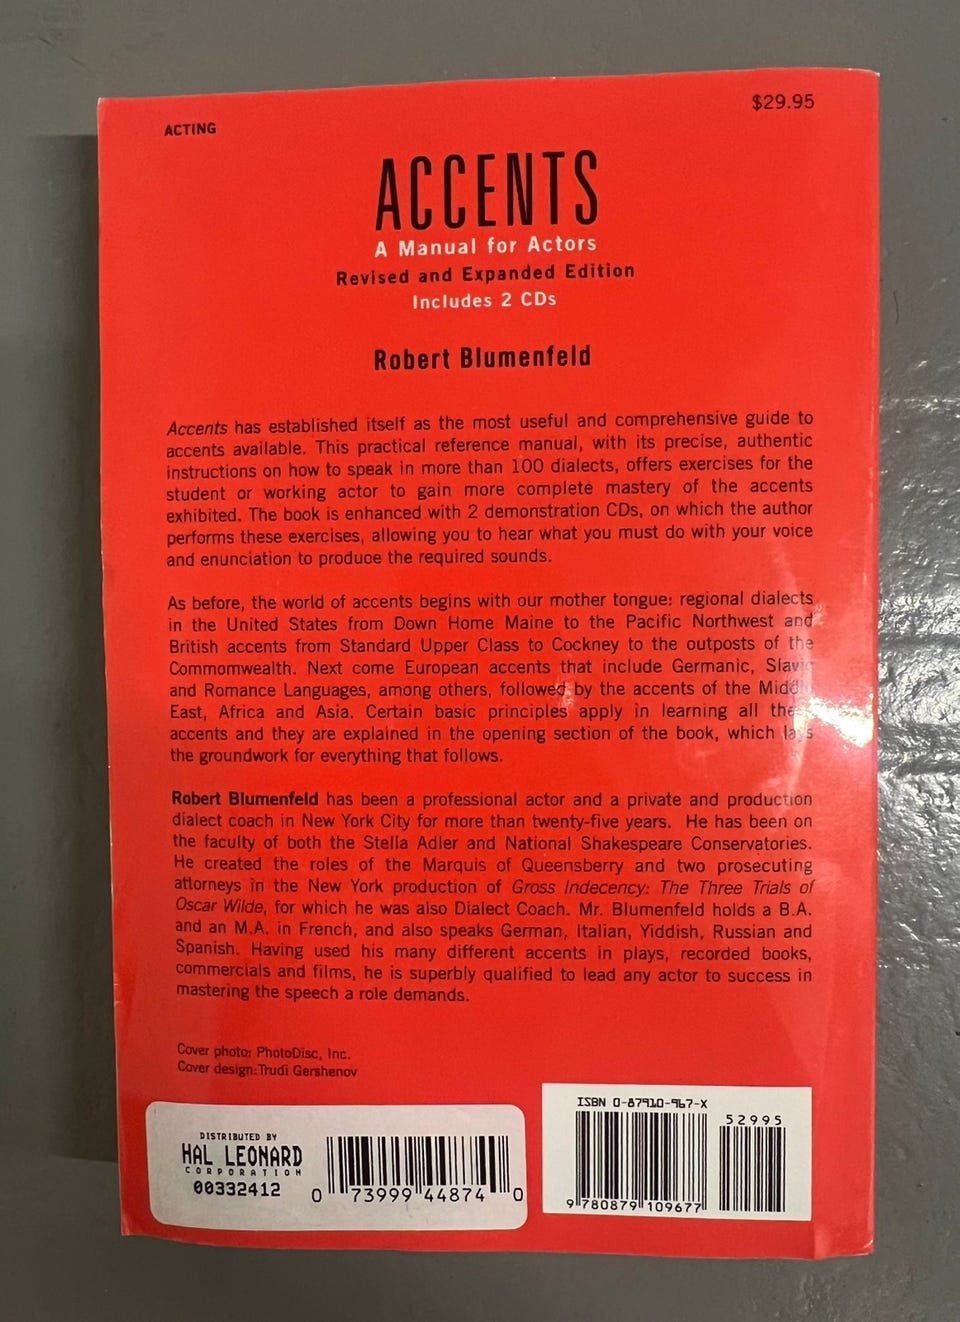 ACTING
$29.95
ACCENTS
A Manual for Actors
Revised and Expanded Edition
Includes 2 CDs
Robert Blumenfeld
Accents has established itself as the most useful and comprehensive guide to
accents available. This practical reference manual, with its precise, authentic
instructions on how to speak in more than 100 dialects, offers exercises for the
student or working actor to gain more complete mastery of the accents
exhibited. The book is enhanced with 2 demonstration CDs, on which the author
performs these exercises, allowing you to hear what you must do with your voice
and enunciation to produce the required sounds.
As before, the world of accents begins with our mother tongue: regional dialects
in the United States from Down Home Maine to the Pacific Northwest and
British accents from Standard Upper Class to Cockney to the outposts of the
Commomwealth. Next come European accents that include Germanic, Slavic
and Romance Languages, among others, followed by the accents of the Middle
East, Africa and Asia. Certain basic principles apply in learning all the
accents and they are explained in the opening section of the book, which lays
the groundwork for everything that follows.
Robert Blumenfeld has been a professional actor and a private and production
dialect coach in New York City for more than twenty-five years. He has been on
the faculty of both the Stella Adler and National Shakespeare Conservatories.
He created the roles of the Marquis of Queensberry and two prosecuting
attorneys in the New York production of Gross Indecency: The Three Trials of
Oscar Wilde, for which he was also Dialect Coach. Mr. Blumenfeld holds a B.A.
and an M.A. in French, and also speaks German, Italian, Yiddish, Russian and
Spanish. Having used his many different accents in plays, recorded books,
commercials and films, he is superbly qualified to lead any actor to success in
mastering the speech a role demands.
Cover photo: PhotoDisc, Inc.
Cover design: Trudi Gershenov
DISTRIBUTED BY
HAL LEONARD
CORPORATION
00332412
0 73999 44874 0
ISBN 0-87910-967-X
52995
9 780879 109677